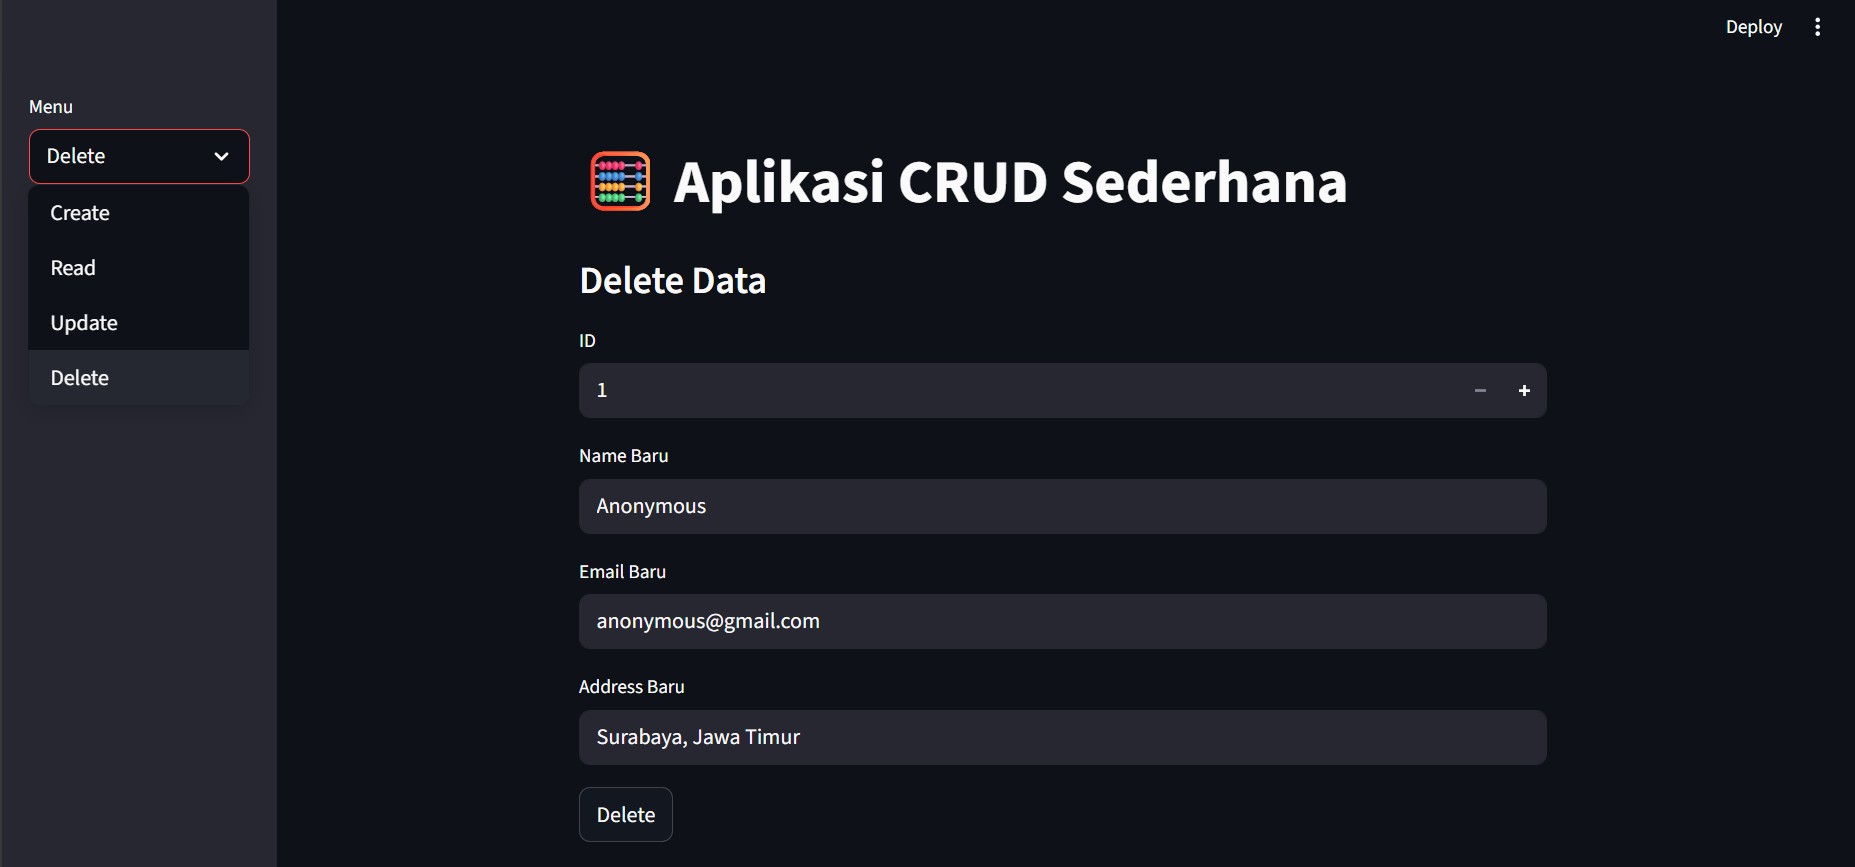 Deploy
Menu
Delete
Create
Read
Update
Delete
Aplikasi CRUD Sederhana
Delete Data
ID
1
Name Baru
Anonymous
Email Baru
anonymous@gmail.com
Address Baru
Surabaya, Jawa Timur
Delete